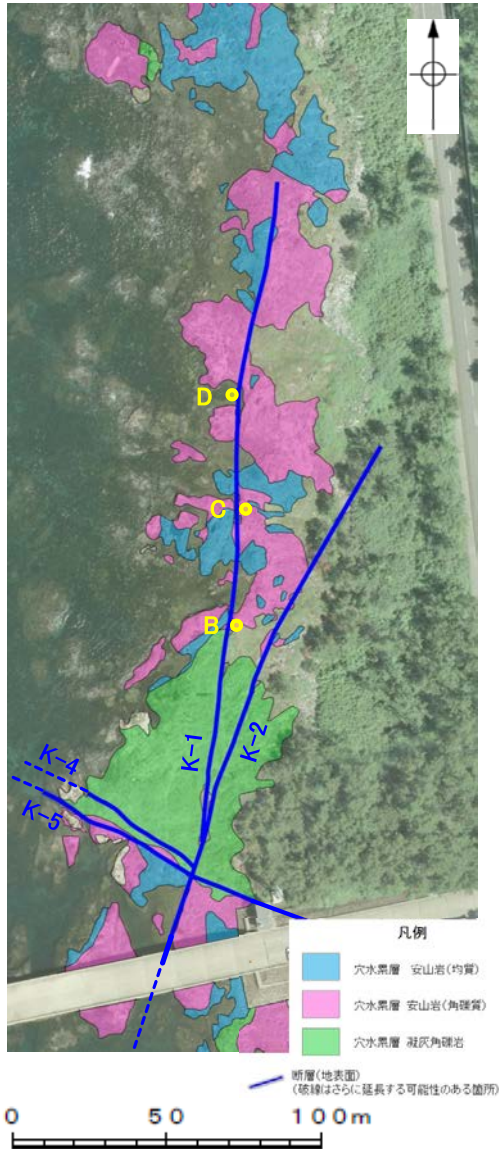 D
C
B
K-1
K-2
K-4
K-5
凡例
穴水累層 安山岩(均質)
穴水累層 安山岩(角礫質)
穴水累層 凝灰角礫岩
断層(地表面)
(破線はさらに延長する可能性のある箇所)
0 50 100m